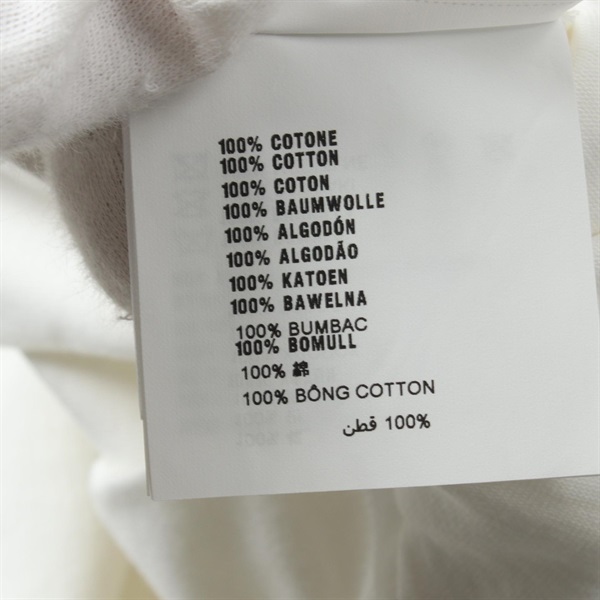 100% COTONE
100% COTTON
100% COTON
100% BAUMWOLLE
100% ALGODÓN
100% ALGODÃO
100% KATOEN
100% BAWELNA
100% BUMBAC
100% BOMULL
100% 綿
100% BÔNG COTTON
100% قطن